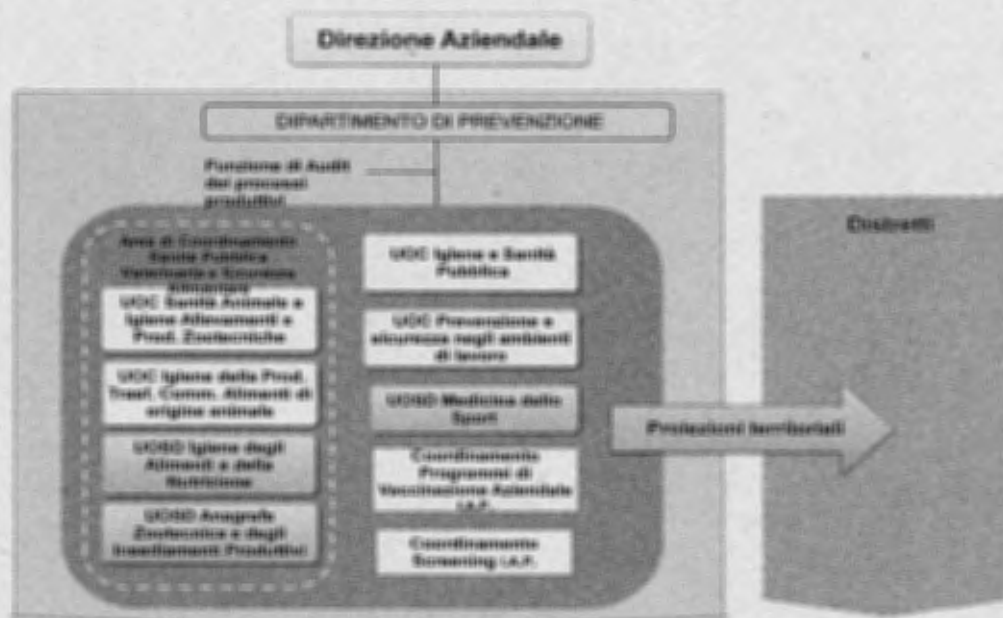 Direzione Aziendale
DIPARTIMENTO DI PREVENZIONE
Funzione di Audit
dei processi
produttivi
Area di Coordinamento
Sanità Pubblica
Veterinaria e Sicurezza
Alimentare
UOC Sanità Animale e
Igiene Allevamenti e
Prod. Zootecniche
UOC Igiene della Prod.
Trasf. Comm. Alimenti di
origine animale
UOSD Igiene degli
Alimenti e della
Nutrizione
UOSD Anagrafe
Zootecnica e degli
Insediamenti Produttivi
UOC Igiene e Sanità
Pubblica
UOC Prevenzione e
sicurezza negli ambienti
di lavoro
UOSD Medicina dello
Sport
Coordinamento
Programmi di
Vaccinazione Aziendale
i.A.F.
Coordinamento
Screening i.A.F.
Proiezioni territoriali
Distretti